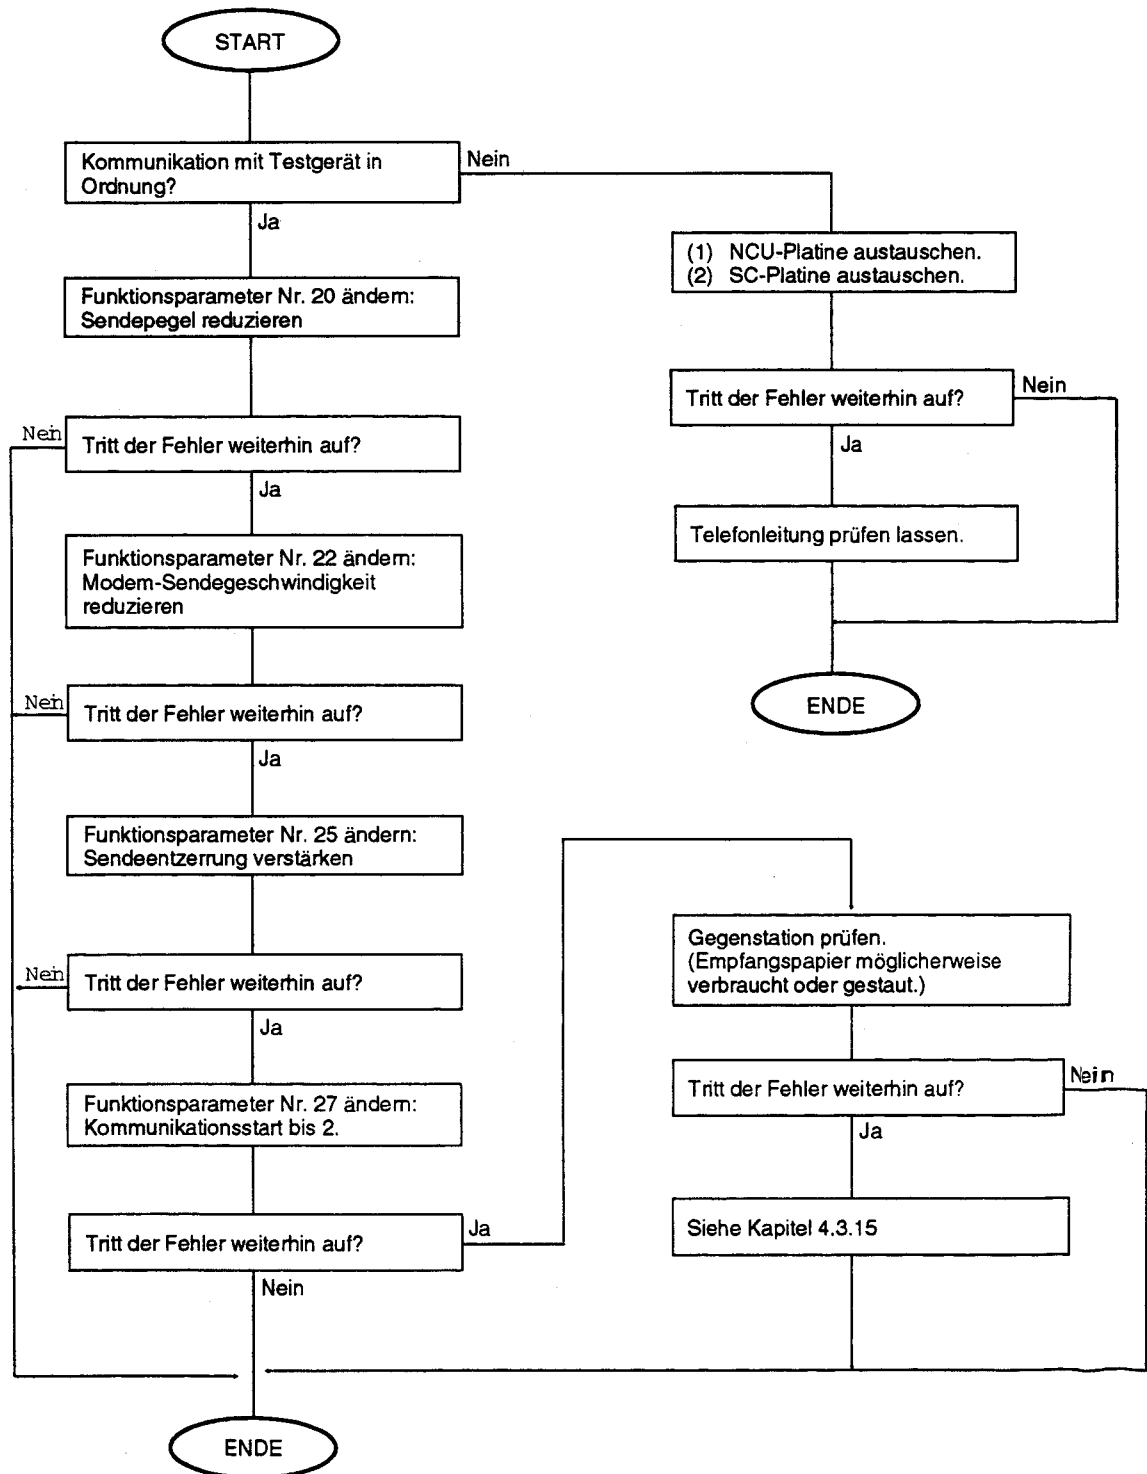 START
Kommunikation mit Testgerät in
Ordnung?
Nein
Ja
Funktionsparameter Nr. 20 ändern:
Sendepegel reduzieren
Nein
Tritt der Fehler weiterhin auf?
Ja
Funktionsparameter Nr. 22 ändern:
Modem-Sendegeschwindigkeit
reduzieren
Nein
Tritt der Fehler weiterhin auf?
Ja
Funktionsparameter Nr. 25 ändern:
Sendeentzerrung verstärken
Nein
Tritt der Fehler weiterhin auf?
Ja
Funktionsparameter Nr. 27 ändern:
Kommunikationsstart bis 2.
Tritt der Fehler weiterhin auf?
Ja
Nein
ENDE
(1) NCU-Platine austauschen.
(2) SC-Platine austauschen.
Tritt der Fehler weiterhin auf?
Nein
Ja
Telefonleitung prüfen lassen.
ENDE
Gegenstation prüfen.
(Empfangspapier möglicherweise
verbraucht oder gestaut.)
Tritt der Fehler weiterhin auf?
Nein
Ja
Siehe Kapitel 4.3.15